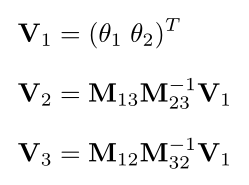 V₁ = (θ₁ θ₂)ᵀ
V₂ = M₁₃M₂₃⁻¹V₁
V₃ = M₁₂M₃₂⁻¹V₁